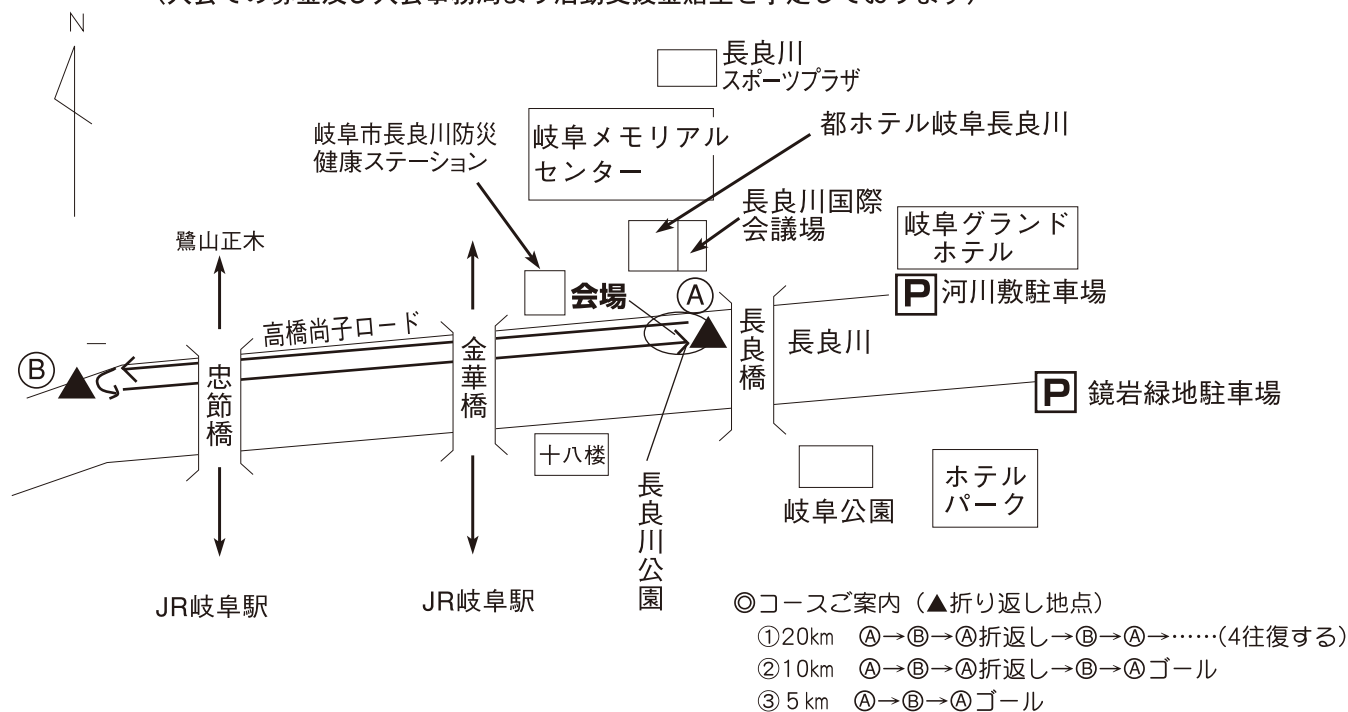 (大会での募金及び大会事務局より活動支援金贈呈を予定しております)
N
長良川
スポーツプラザ
岐阜市長良川防災
健康ステーション
岐阜メモリアル
センター
都ホテル岐阜長良川
長良川国際
会議場
岐阜グランド
ホテル
鷺山正木
会場
A
P 河川敷駐車場
高橋尚子ロード
長良橋
長良川
金華橋
忠節橋
B
P 鏡岩緑地駐車場
十八楼
長良川公園
岐阜公園
ホテル
パーク
JR岐阜駅
JR岐阜駅
◎コースご案内(▲折り返し地点)
①20km Ⓐ→Ⓑ→Ⓐ折返し→Ⓑ→Ⓐ→……(4往復する)
②10km Ⓐ→Ⓑ→Ⓐ折返し→Ⓑ→Ⓐゴール
③5km Ⓐ→Ⓑ→Ⓐゴール